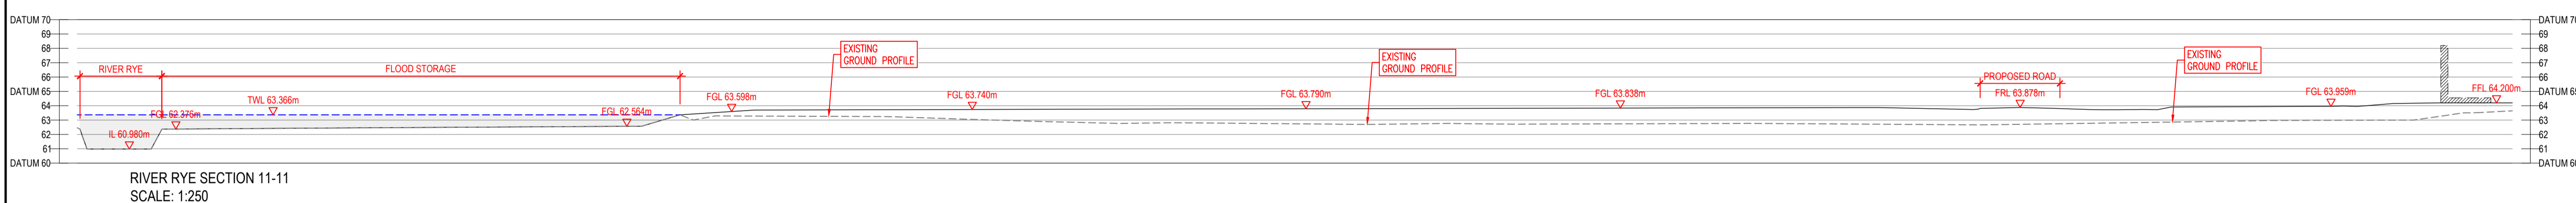 DATUM 70
69
68
67
66
DATUM 65
64
63
62
61
DATUM 60
RIVER RYE
FLOOD STORAGE
EXISTING
GROUND PROFILE
EXISTING
GROUND PROFILE
EXISTING
GROUND PROFILE
PROPOSED ROAD
TWL 63.366m
FGL 62.376m
IL 60.980m
FGL 62.564m
FGL 63.598m
FGL 63.740m
FGL 63.790m
FGL 63.838m
FRL 63.878m
FGL 63.959m
FFL 64.200m
DATUM 70
69
68
67
66
DATUM 65
64
63
62
61
DATUM 60
RIVER RYE SECTION 11-11
SCALE: 1:250